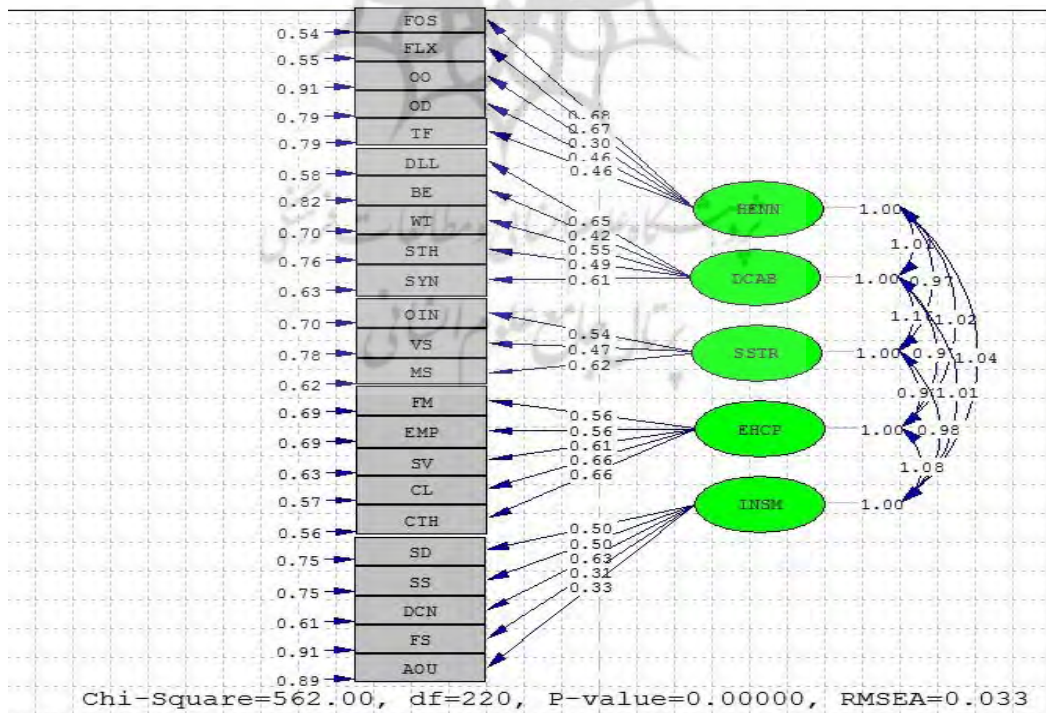 FOS
0.54
FLX
0.55
OO
0.91
OD
0.79
TF
0.79
DLL
0.58
BE
0.82
WT
0.70
STH
0.76
SYN
0.63
OIN
0.70
VS
0.78
MS
0.62
FM
0.69
EMP
0.69
SV
0.63
CL
0.57
CTH
0.56
SD
0.75
SS
0.75
DCN
0.61
FS
0.91
AOU
0.89
0.68
0.67
0.30
0.46
0.46
0.65
0.42
0.55
0.49
0.61
0.54
0.47
0.62
0.56
0.56
0.61
0.66
0.66
0.50
0.50
0.63
0.31
0.33
HENN
DCAB
SSTR
EHCP
INSM
1.00
1.00
1.00
1.00
1.00
0.97
1.02
1.04
1.01
0.98
1.08
Chi-Square=562.00, df=220, P-value=0.00000, RMSEA=0.033